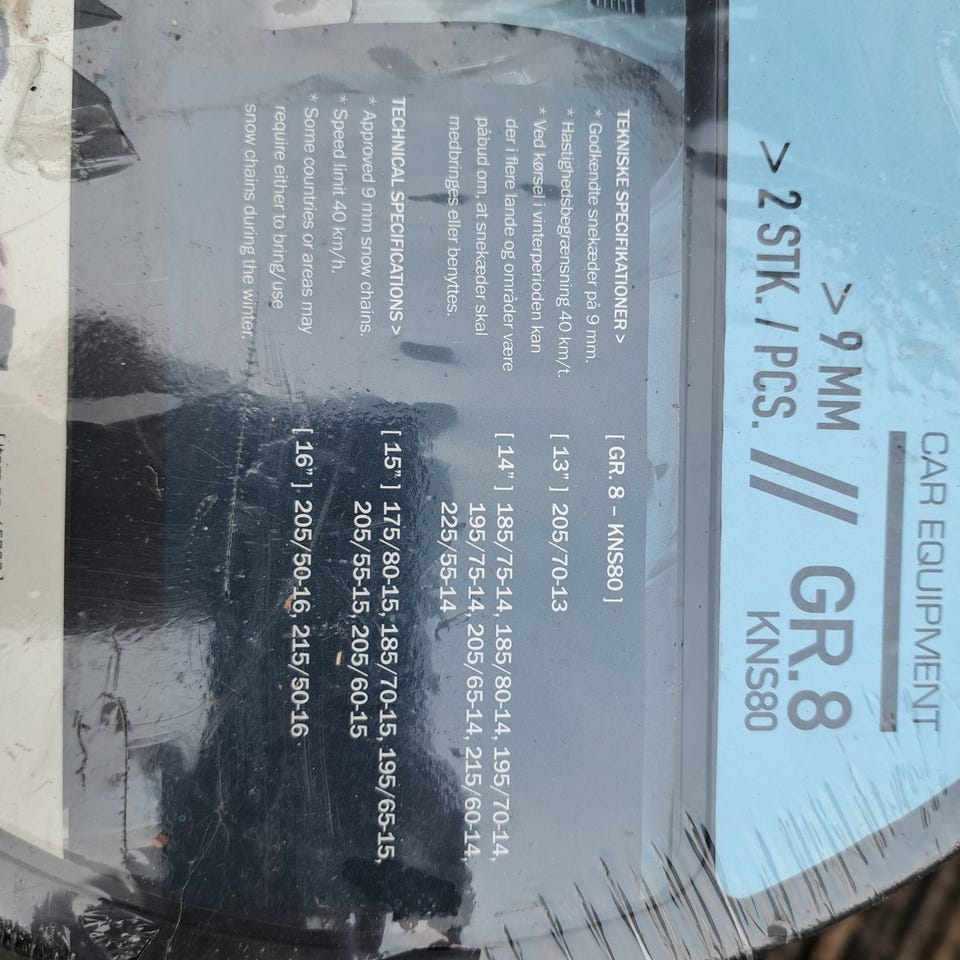 CAR EQUIPMENT
> 9 MM // GR.8
> 2 STK. / PCS. KNS80
TEKNISKE SPECIFIKATIONER >
* Godkendte snekæder på 9 mm.
* Hastighedsbegrænsning 40 km/t.
* Ved kørsel i vinterperioden kan
der i flere lande og områder være
påbud om, at snekæder skal
medbringes eller benyttes.
TECHNICAL SPECIFICATIONS >
* Approved 9 mm snow chains.
* Speed limit 40 km/h.
* Some countries or areas may
require either to bring/use
snow chains during the winter.
[ GR. 8 – KNS80 ]
[ 13" ] 205/70-13
[ 14" ] 185/75-14, 185/80-14, 195/70-14,
195/75-14, 205/65-14, 215/60-14,
225/55-14
[ 15" ] 175/80-15, 185/70-15, 195/65-15,
205/55-15, 205/60-15
[ 16" ] 205/50-16, 215/50-16